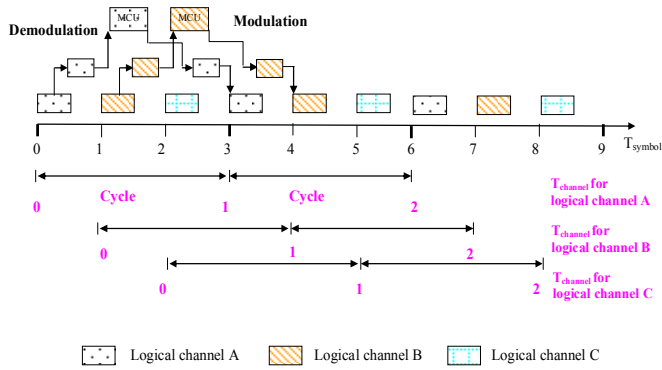 MCU MCU
Demodulation Modulation
0 1 2 3 4 5 6 7 8 9 Tsymbol
Cycle Cycle Tchannel for
0 1 2 logical channel A
Tchannel for
0 1 2 logical channel B
Tchannel for
0 1 2 logical channel C
Logical channel A Logical channel B Logical channel C